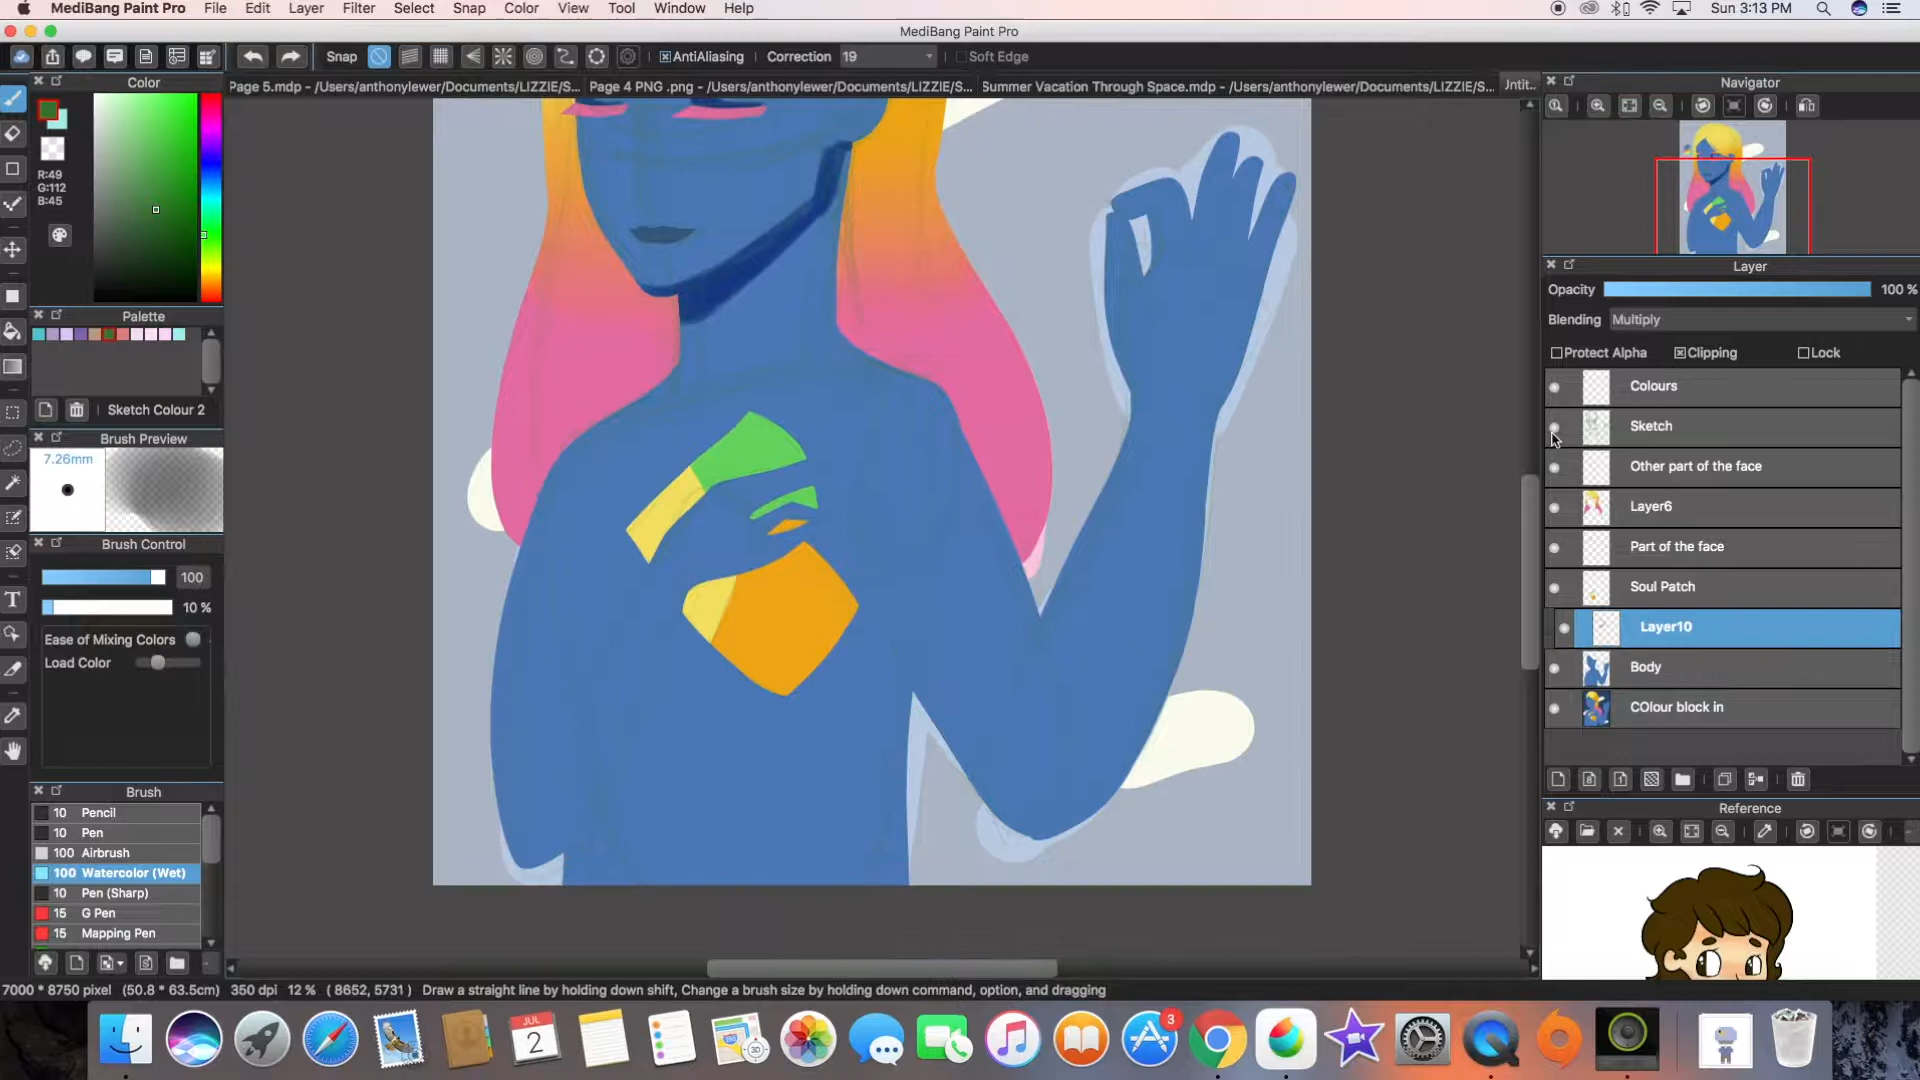 MediBang Paint Pro File Edit Layer Filter Select Snap Color View Tool Window Help Sun 3:13 PM
MediBang Paint Pro
Snap AntiAliasing Correction 19 Soft Edge
Color
Page 5.mdp - /Users/anthonylewer/Documents/LIZZIE/S... Page 4 PNG .png - /Users/anthonylewer/Documents/LIZZIE/S... Summer Vacation Through Space.mdp - /Users/anthonylewer/Documents/LIZZIE/S... Jntit..
Navigator
R:49
G:112
B:45
Layer
Opacity 100 %
Blending Multiply
Protect Alpha Clipping Lock
Palette
Sketch Colour 2
Brush Preview
7.26mm
Brush Control
100
10 %
Ease of Mixing Colors
Load Color
Colours
Sketch
Other part of the face
Layer6
Part of the face
Soul Patch
Layer10
Body
COlour block in
Reference
Brush
10 Pencil
10 Pen
100 Airbrush
100 Watercolor (Wet)
10 Pen (Sharp)
15 G Pen
15 Mapping Pen
7000 * 8750 pixel (50.8 * 63.5cm) 350 dpi 12 % ( 8652, 5731 ) Draw a straight line by holding down shift, Change a brush size by holding down command, option, and dragging
JUL
2
3D
3